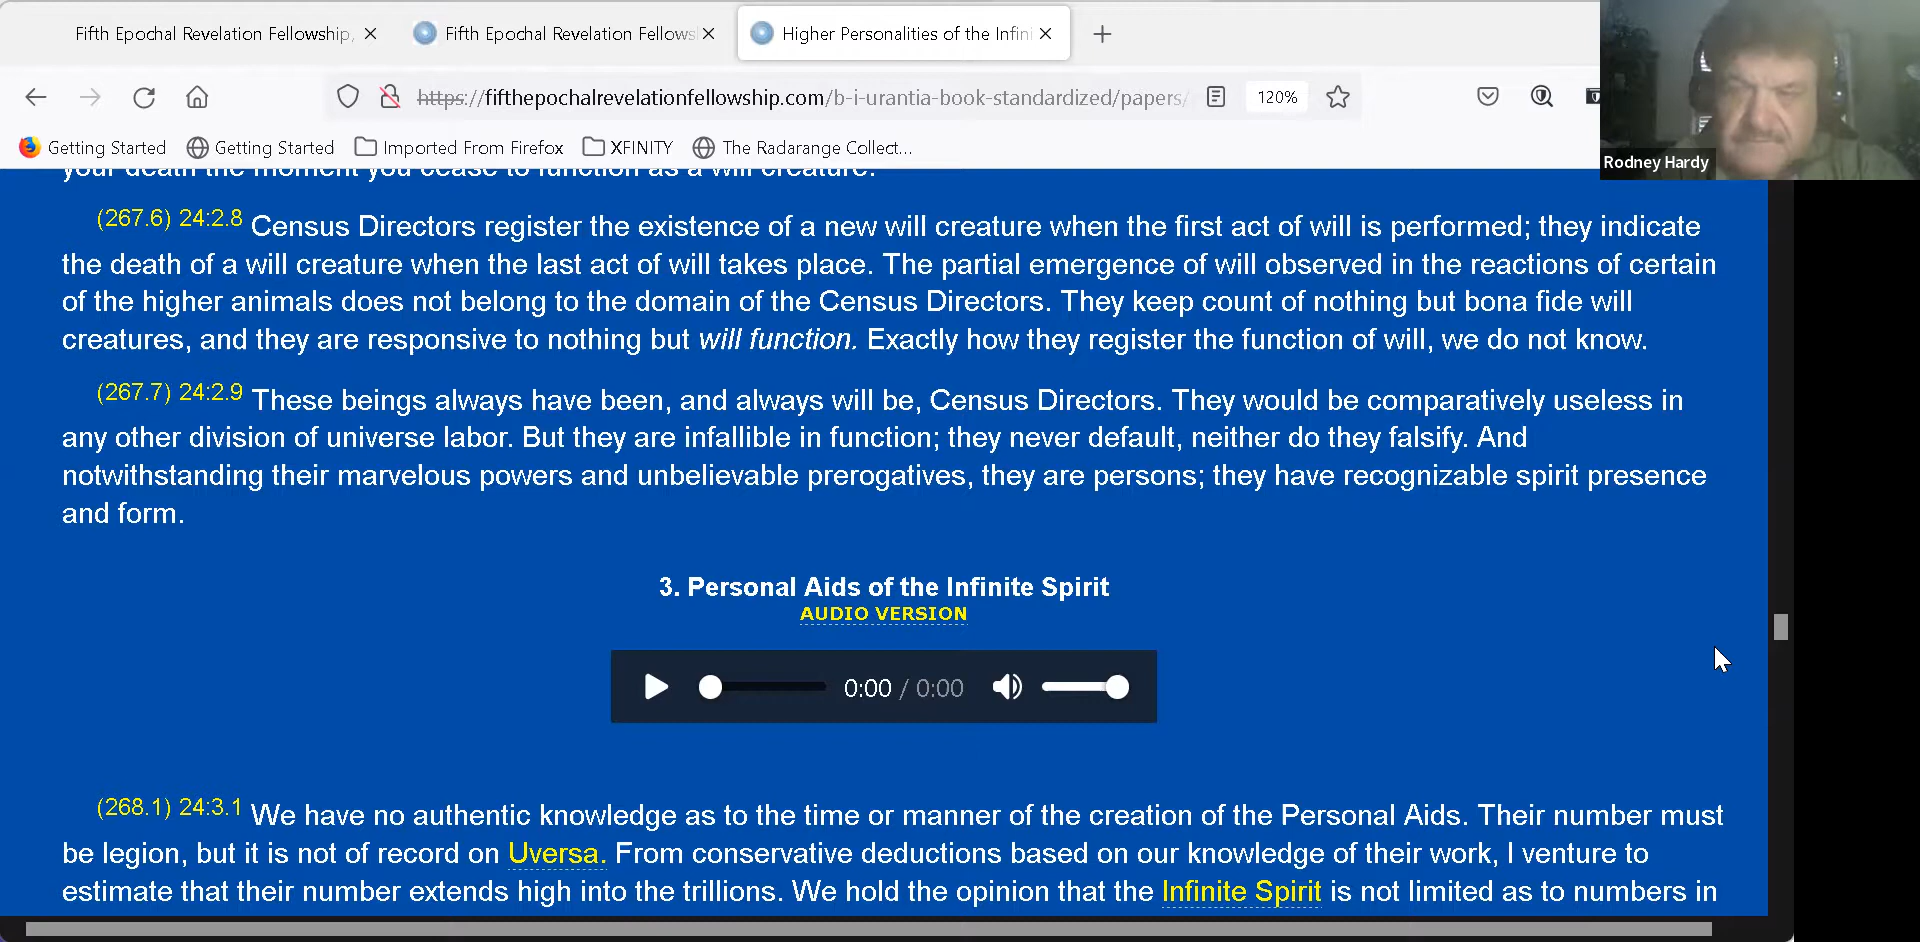 Fifth Epochal Revelation Fellowship,
Fifth Epochal Revelation Fellows
Higher Personalities of the Infini
https://fifthepochalrevelationfellowship.com/b-i-urantia-book-standardized/papers/
120%
Getting Started
Getting Started
Imported From Firefox
XFINITY
The Radarange Collect...
Rodney Hardy
your death the moment you cease to function as a will creature.
(267.6) 24:2.8 Census Directors register the existence of a new will creature when the first act of will is performed; they indicate
the death of a will creature when the last act of will takes place. The partial emergence of will observed in the reactions of certain
of the higher animals does not belong to the domain of the Census Directors. They keep count of nothing but bona fide will
creatures, and they are responsive to nothing but will function. Exactly how they register the function of will, we do not know.
(267.7) 24:2.9 These beings always have been, and always will be, Census Directors. They would be comparatively useless in
any other division of universe labor. But they are infallible in function; they never default, neither do they falsify. And
notwithstanding their marvelous powers and unbelievable prerogatives, they are persons; they have recognizable spirit presence
and form.
3. Personal Aids of the Infinite Spirit
AUDIO VERSION
0:00 / 0:00
(268.1) 24:3.1 We have no authentic knowledge as to the time or manner of the creation of the Personal Aids. Their number must
be legion, but it is not of record on Uversa. From conservative deductions based on our knowledge of their work, I venture to
estimate that their number extends high into the trillions. We hold the opinion that the Infinite Spirit is not limited as to numbers in